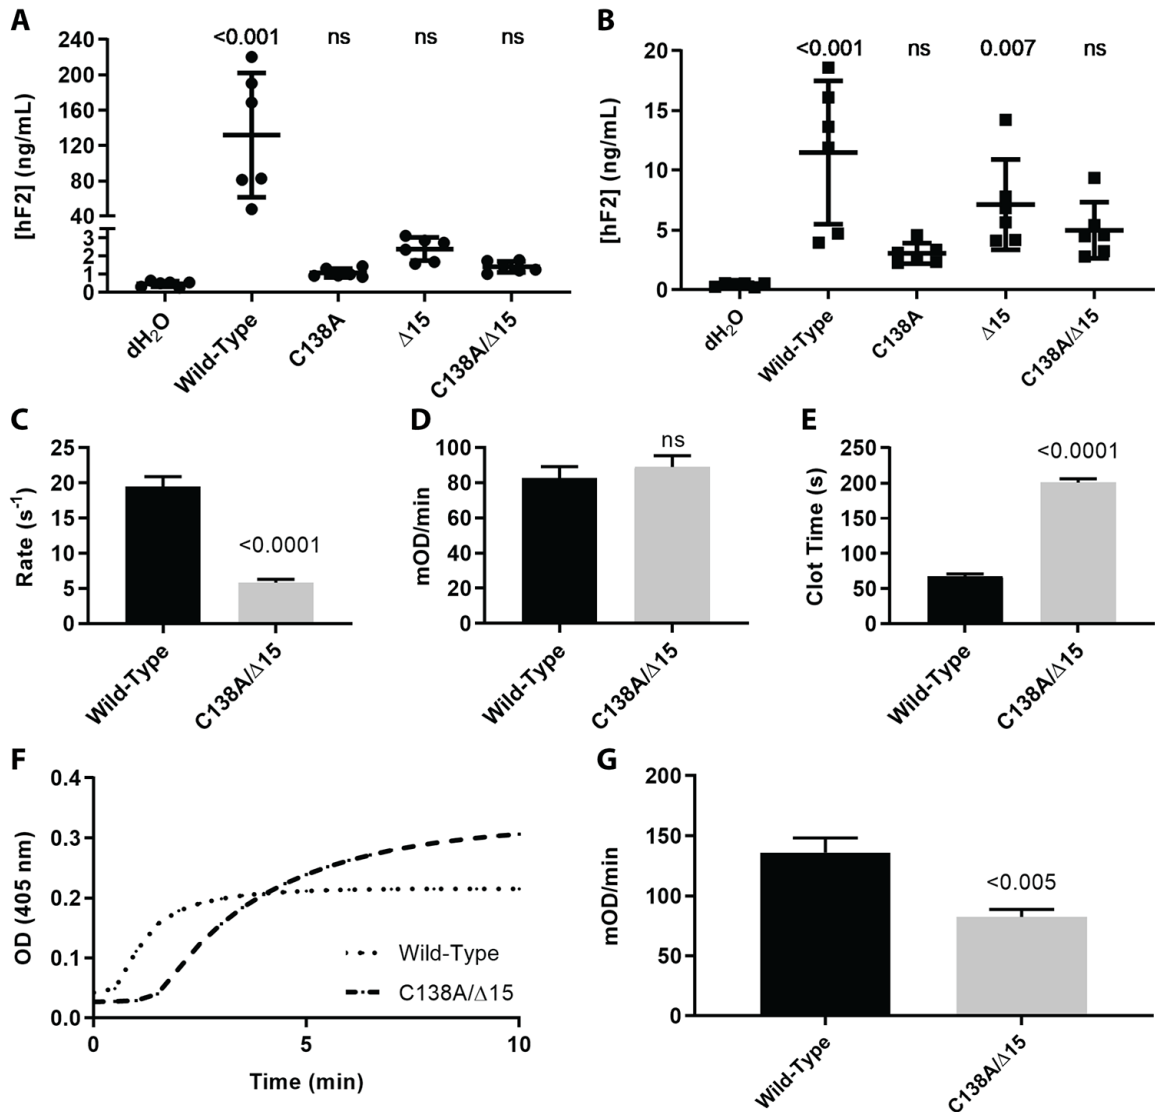 A
[hF2] (ng/mL)
240
200
160
120
80
40
3
2
1
0
<0.001
ns
ns
ns
dH2O
Wild-Type
C138A
Δ15
C138A/Δ15
B
[hF2] (ng/mL)
20
15
10
5
0
<0.001
ns
0.007
ns
dH2O
Wild-Type
C138A
Δ15
C138A/Δ15
C
Rate (s-1)
25
20
15
10
5
0
<0.0001
Wild-Type
C138A/Δ15
D
mOD/min
100
80
60
40
20
0
ns
Wild-Type
C138A/Δ15
E
Clot Time (s)
250
200
150
100
50
0
<0.0001
Wild-Type
C138A/Δ15
F
OD (405 nm)
0.4
0.3
0.2
0.1
0.0
Wild-Type
C138A/Δ15
0
5
10
Time (min)
G
mOD/min
200
150
100
50
0
<0.005
Wild-Type
C138A/Δ15